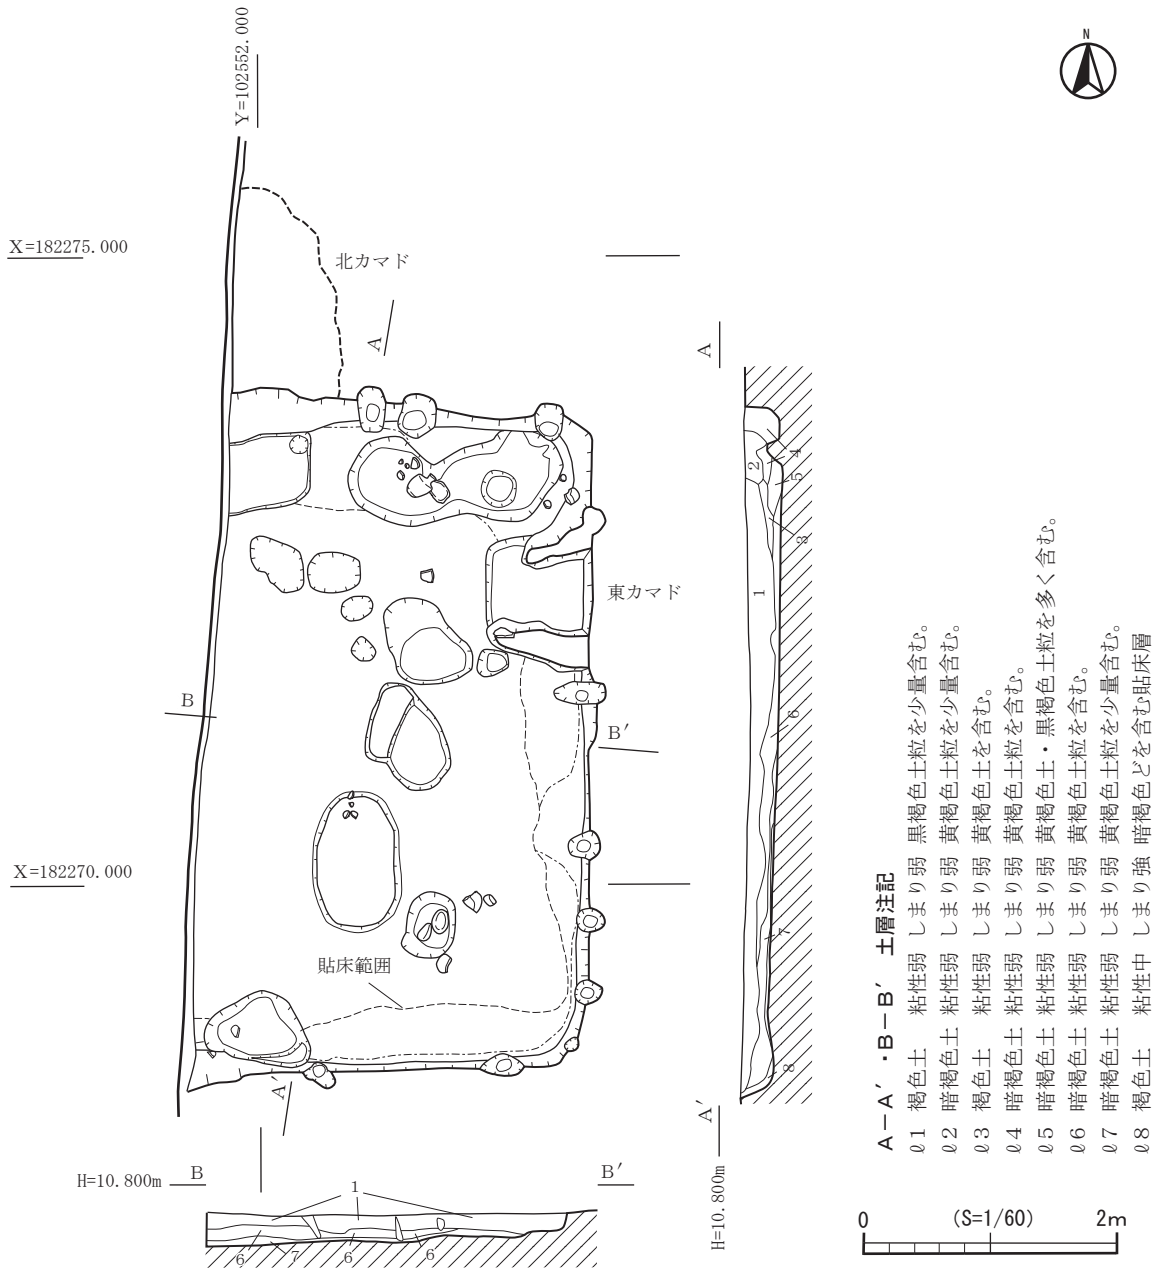 Y=102552.000
N
X=182275.000
北カマド
A
A
4
2
5
3
1
東カマド
B
B′
6
X=182270.000
7
貼床範囲
8
A′
A′
H=10.800m
B
B′
H=10.800m
1
6
7
6
6
A－A′・B－B′ 土層注記
ℓ1 褐色土 粘性弱 しまり弱 黒褐色土粒を少量含む。
ℓ2 暗褐色土 粘性弱 しまり弱 黄褐色土粒を少量含む。
ℓ3 褐色土 粘性弱 しまり弱 黄褐色土を含む。
ℓ4 暗褐色土 粘性弱 しまり弱 黄褐色土粒を含む。
ℓ5 暗褐色土 粘性弱 しまり弱 黄褐色土・黒褐色土粒を多く含む。
ℓ6 暗褐色土 粘性弱 しまり弱 黄褐色土粒を含む。
ℓ7 暗褐色土 粘性弱 しまり弱 黄褐色土粒を少量含む。
ℓ8 褐色土 粘性中 しまり強 暗褐色どを含む貼床層
0 (S=1/60) 2m